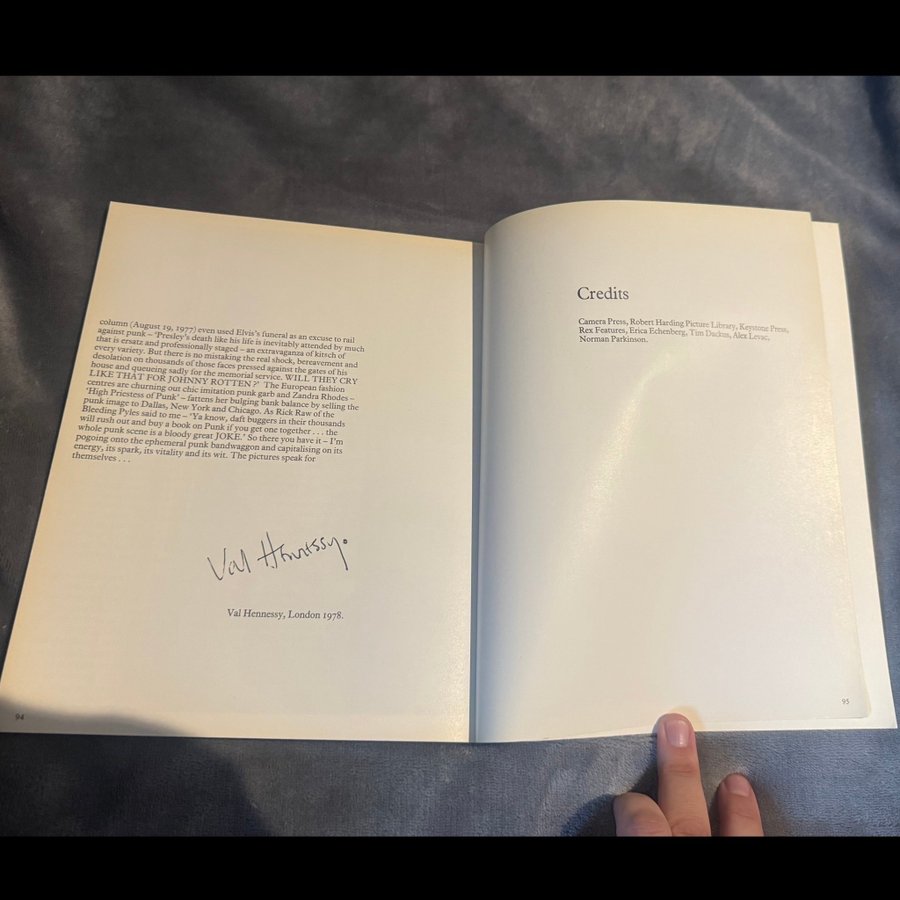 column (August 19, 1977) even used Elvis's funeral as an excuse to rail
against punk – 'Presley's death like his life is inevitably attended by much
that is ersatz and professionally staged – an extravaganza of kitsch of
every variety. But there is no mistaking the real shock, bereavement and
desolation on thousands of those faces pressed against the gates of his
house and queueing sadly for the memorial service. WILL THEY CRY
LIKE THAT FOR JOHNNY ROTTEN?' The European fashion
centres are churning out chic imitation punk garb and Zandra Rhodes –
'High Priestess of Punk' – fattens her bulging bank balance by selling the
punk image to Dallas, New York and Chicago. As Rick Raw of the
Bleeding Pyles said to me – 'Ya know, daft buggers in their thousands
will rush out and buy a book on Punk if you get one together . . . the
whole punk scene is a bloody great JOKE.' So there you have it – I'm
pogoing onto the ephemeral punk bandwaggon and capitalising on its
energy, its spark, its vitality and its wit. The pictures speak for
themselves . . .
Val Hennessy.
Val Hennessy, London 1978.
94
Credits
Camera Press, Robert Harding Picture Library, Keystone Press,
Rex Features, Erica Echenberg, Tim Duckus, Alex Levac,
Norman Parkinson.
95